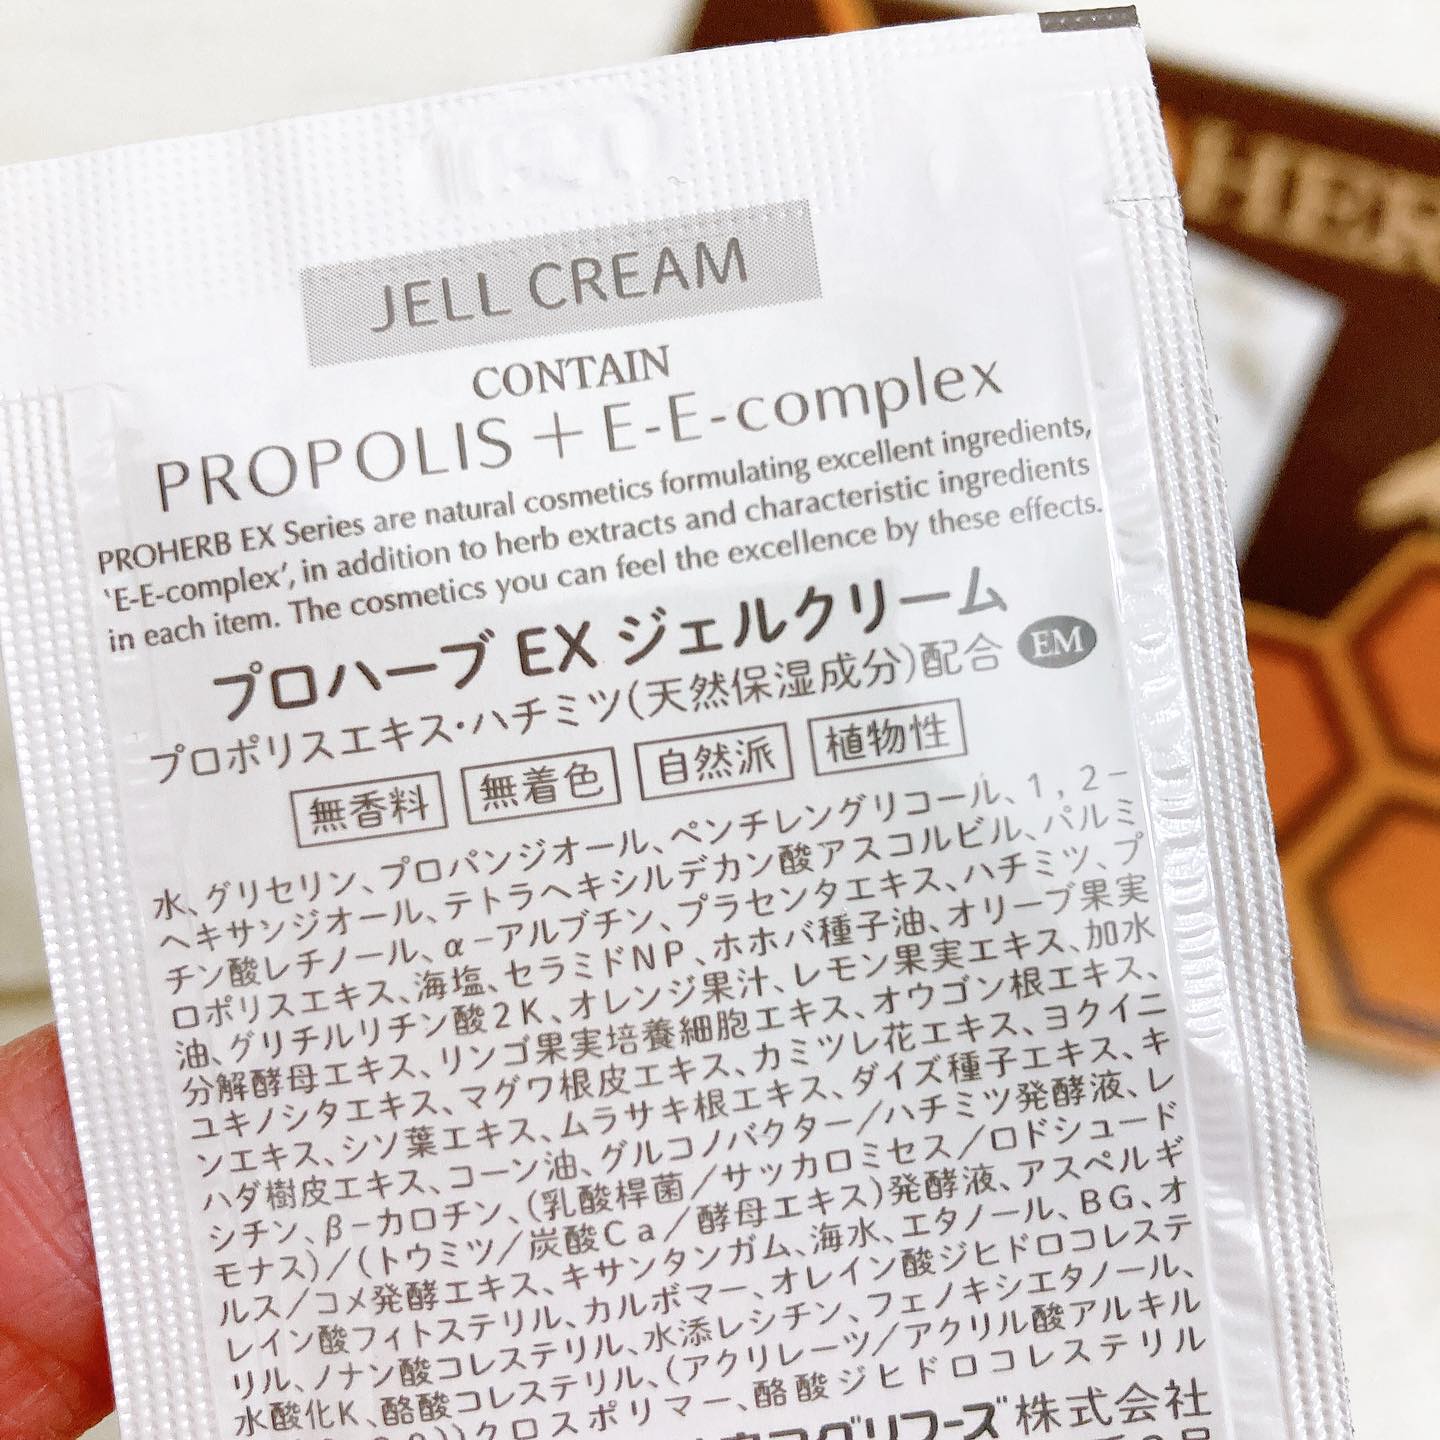 JELL CREAM
CONTAIN
PROPOLIS + E-E-complex
PROHERB EX Series are natural cosmetics formulating excellent ingredients,
‘E-E-complex’, in addition to herb extracts and characteristic ingredients
in each item. The cosmetics you can feel the excellence by these effects.
プロハーブ EX ジェルクリーム
プロポリスエキス・ハチミツ(天然保湿成分)配合 EM
無香料 無着色 自然派 植物性
水、グリセリン、プロパンジオール、ペンチレングリコール、1，2−
ヘキサンジオール、テトラヘキシルデカン酸アスコルビル、パルミ
チン酸レチノール、α−アルブチン、プラセンタエキス、ハチミツ、プ
ロポリスエキス、海塩、セラミドNP、ホホバ種子油、オリーブ果実
油、グリチルリチン酸2K、オレンジ果汁、レモン果実エキス、加水
分解酵母エキス、リンゴ果実培養細胞エキス、オウゴン根エキス、
ユキノシタエキス、マグワ根皮エキス、カミツレ花エキス、ヨクイニ
ンエキス、シソ葉エキス、ムラサキ根エキス、ダイズ種子エキス、キ
ハダ樹皮エキス、コーン油、グルコノバクター／ハチミツ発酵液、レ
シチン、β−カロチン、(乳酸桿菌／サッカロミセス／ロドシュード
モナス)／(トウミツ／炭酸Ca／酵母エキス)発酵液、アスペルギ
ルス／コメ発酵エキス、キサンタンガム、海水、エタノール、BG、オ
レイン酸フィトステリル、カルボマー、オレイン酸ジヒドロコレステ
リル、ノナン酸コレステリル、水添レシチン、フェノキシエタノール、
水酸化K、酪酸コレステリル、(アクリレーツ／アクリル酸アルキル
クロスポリマー、酪酸ジヒドロコレステリル
株式会社
HER